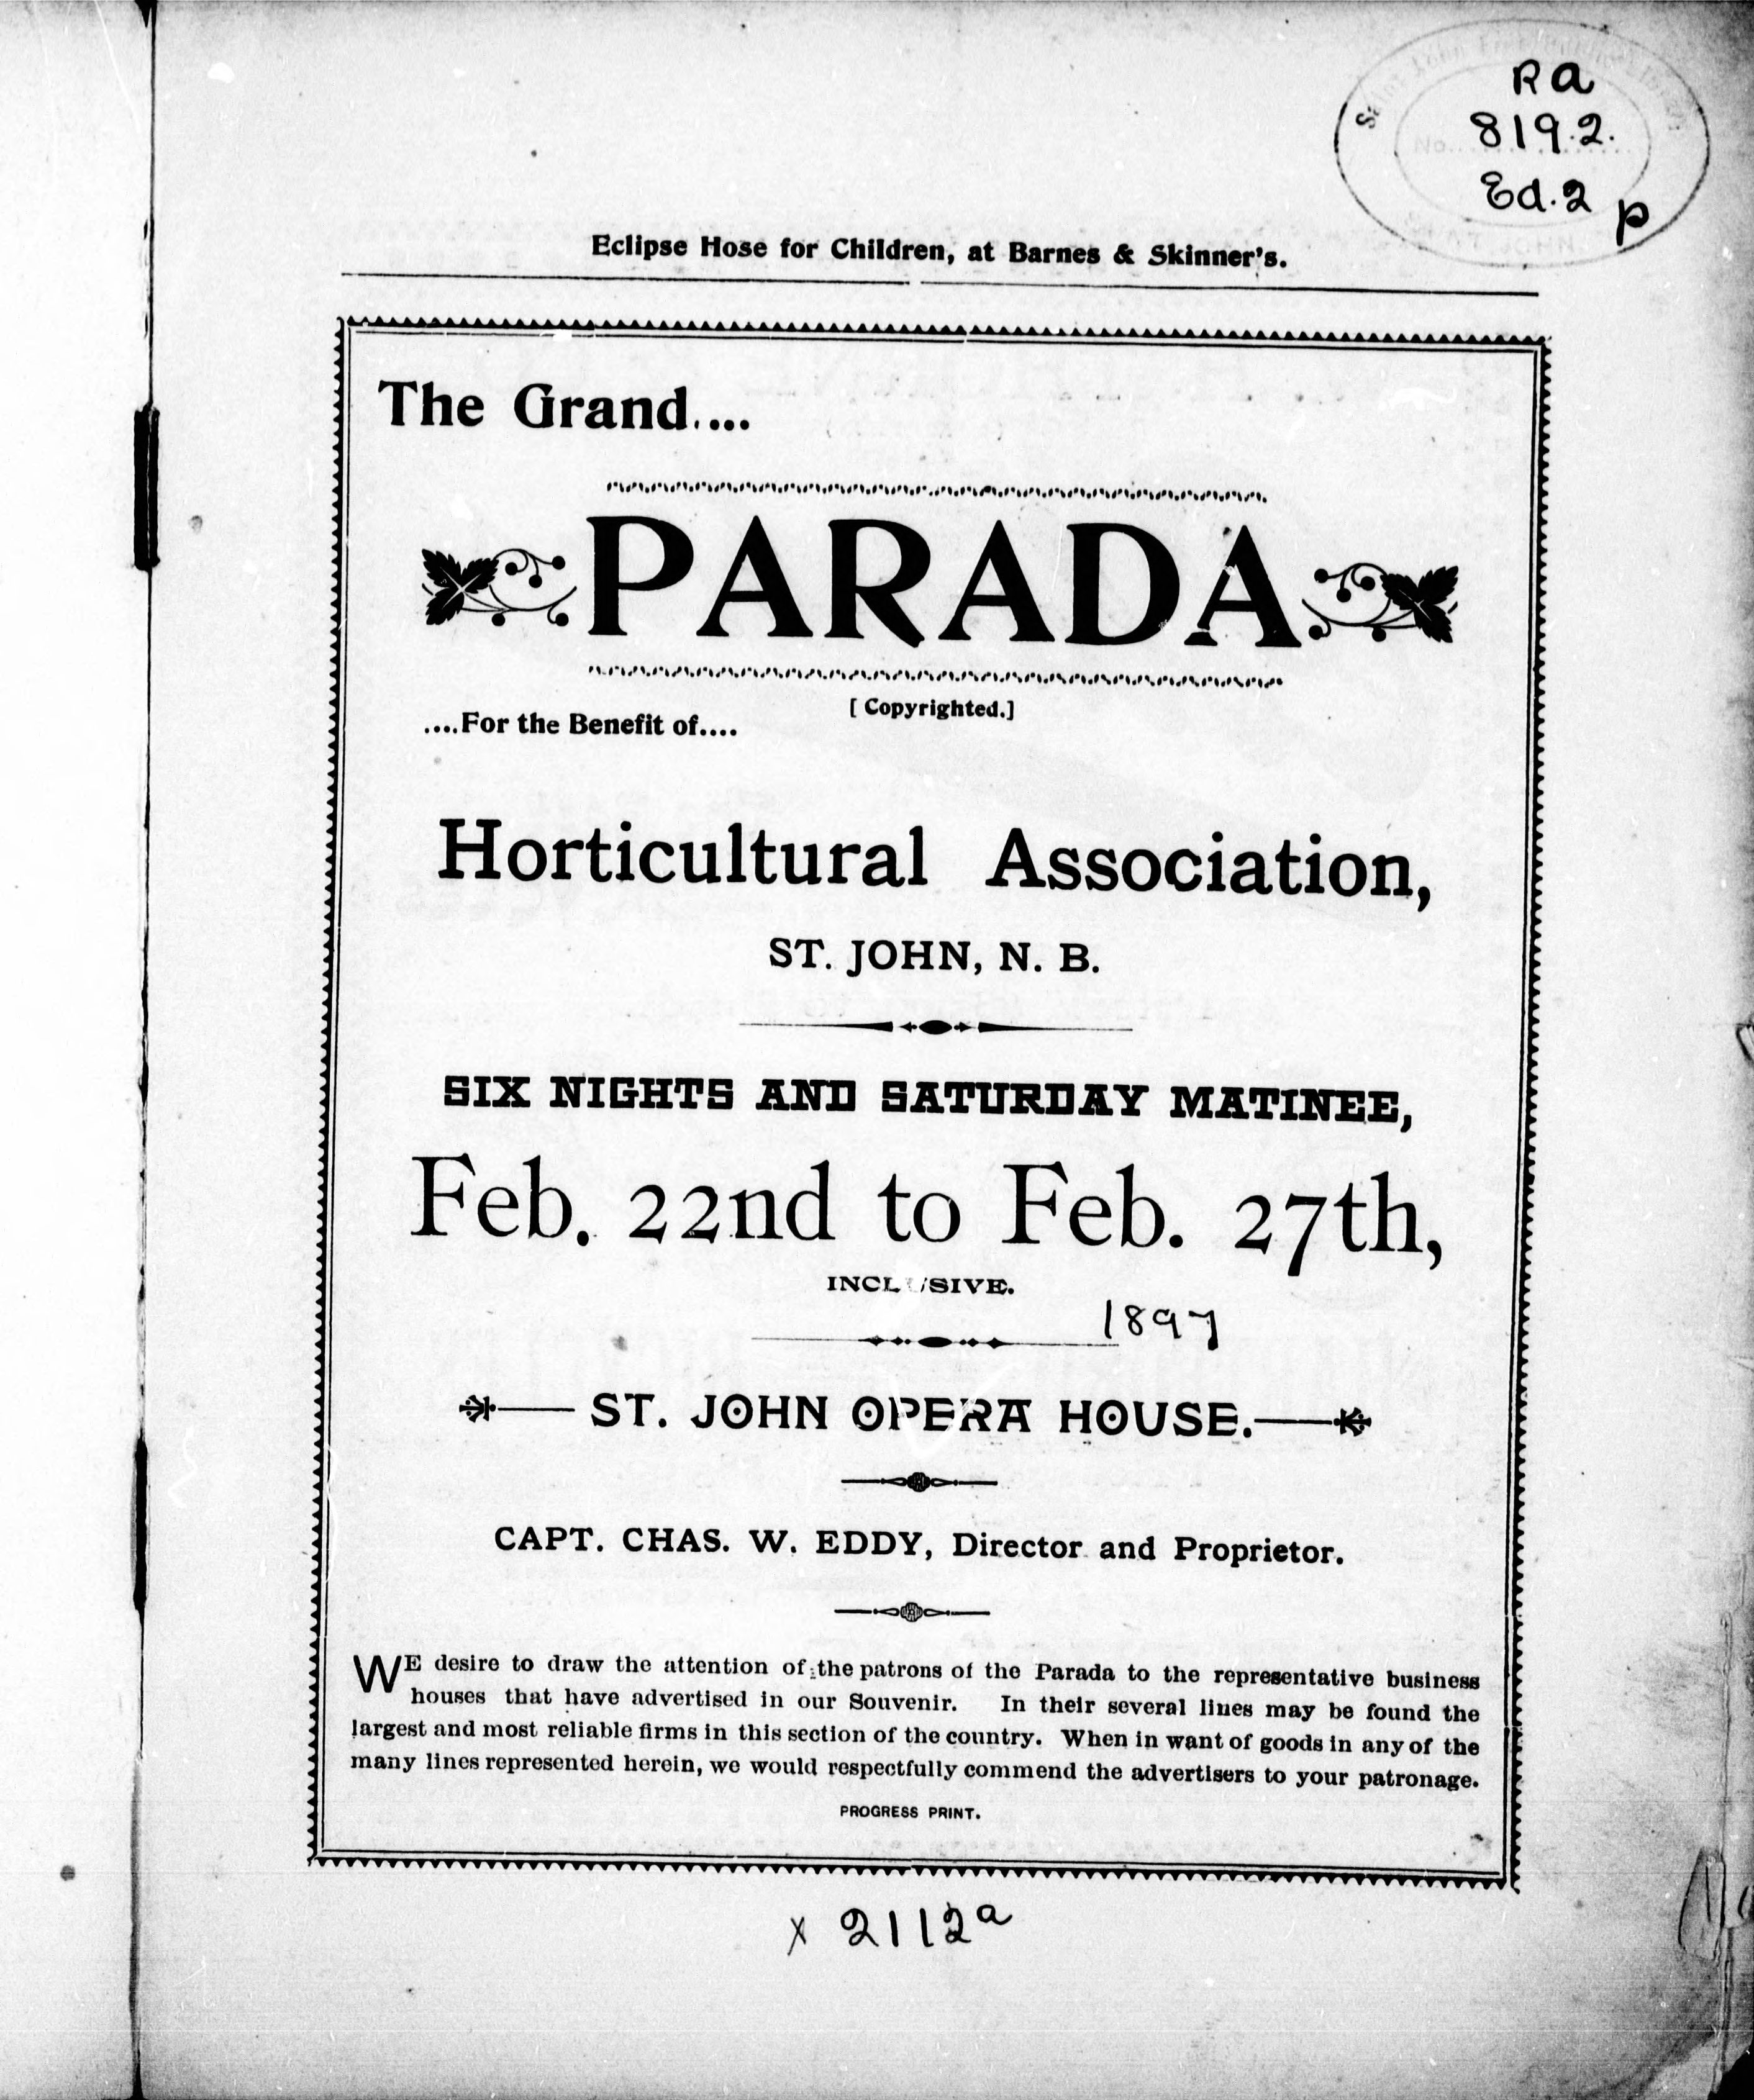 Ra
819.2.
Ed.2 p
No.
Eclipse Hose for Children, at Barnes & Skinner's.
The Grand....
PARADA
[ Copyrighted.]
....For the Benefit of....
Horticultural Association,
ST. JOHN, N. B.
SIX NIGHTS AND SATURDAY MATINEE,
Feb. 22nd to Feb. 27th,
INCLUSIVE.
1897
ST. JOHN OPERA HOUSE.
CAPT. CHAS. W. EDDY, Director and Proprietor.
WE desire to draw the attention of the patrons of the Parada to the representative business
houses that have advertised in our Souvenir. In their several lines may be found the
largest and most reliable firms in this section of the country. When in want of goods in any of the
many lines represented herein, we would respectfully commend the advertisers to your patronage.
PROGRESS PRINT.
x 2112a